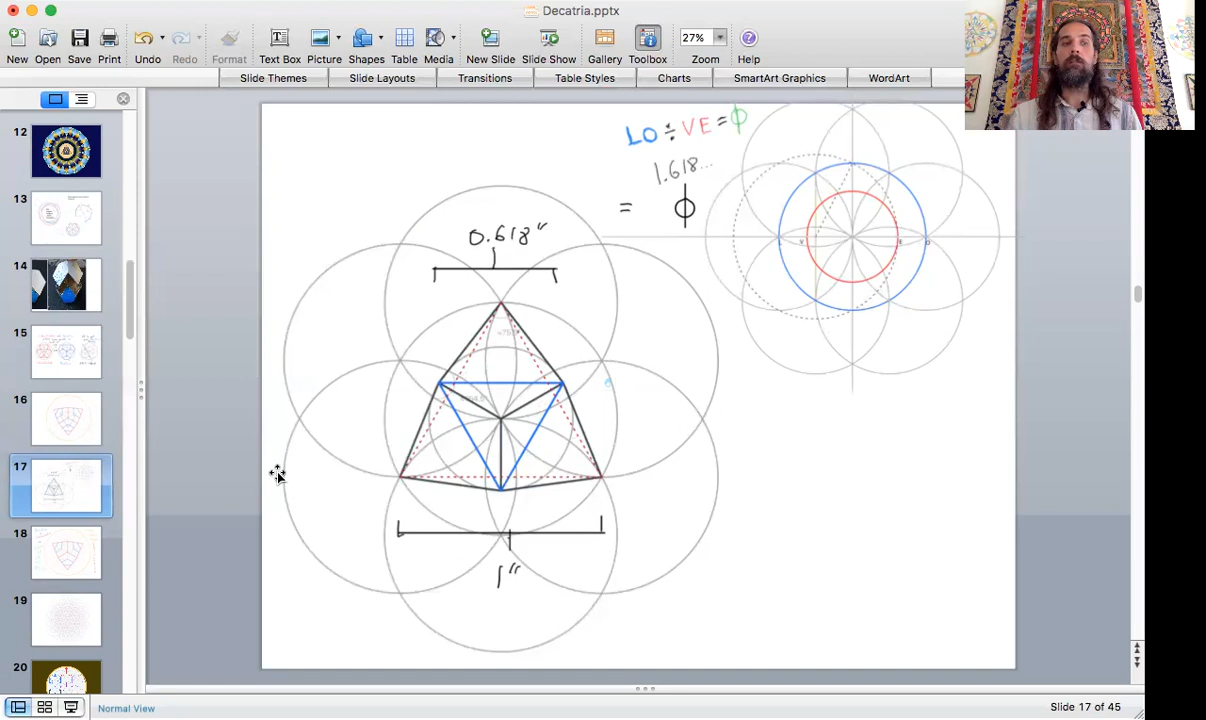 Decatria.pptx
New Open Save Print Undo Redo Format Text Box Picture Shapes Table Media New Slide Slide Show Gallery Toolbox 27% Zoom Help
Slide Themes Slide Layouts Transitions Table Styles Charts SmartArt Graphics WordArt
12
13
14
15
16
17
18
19
20
LO ÷ VE = ϕ
1.618...
= ϕ
0.618"
1"
Normal View
Slide 17 of 45